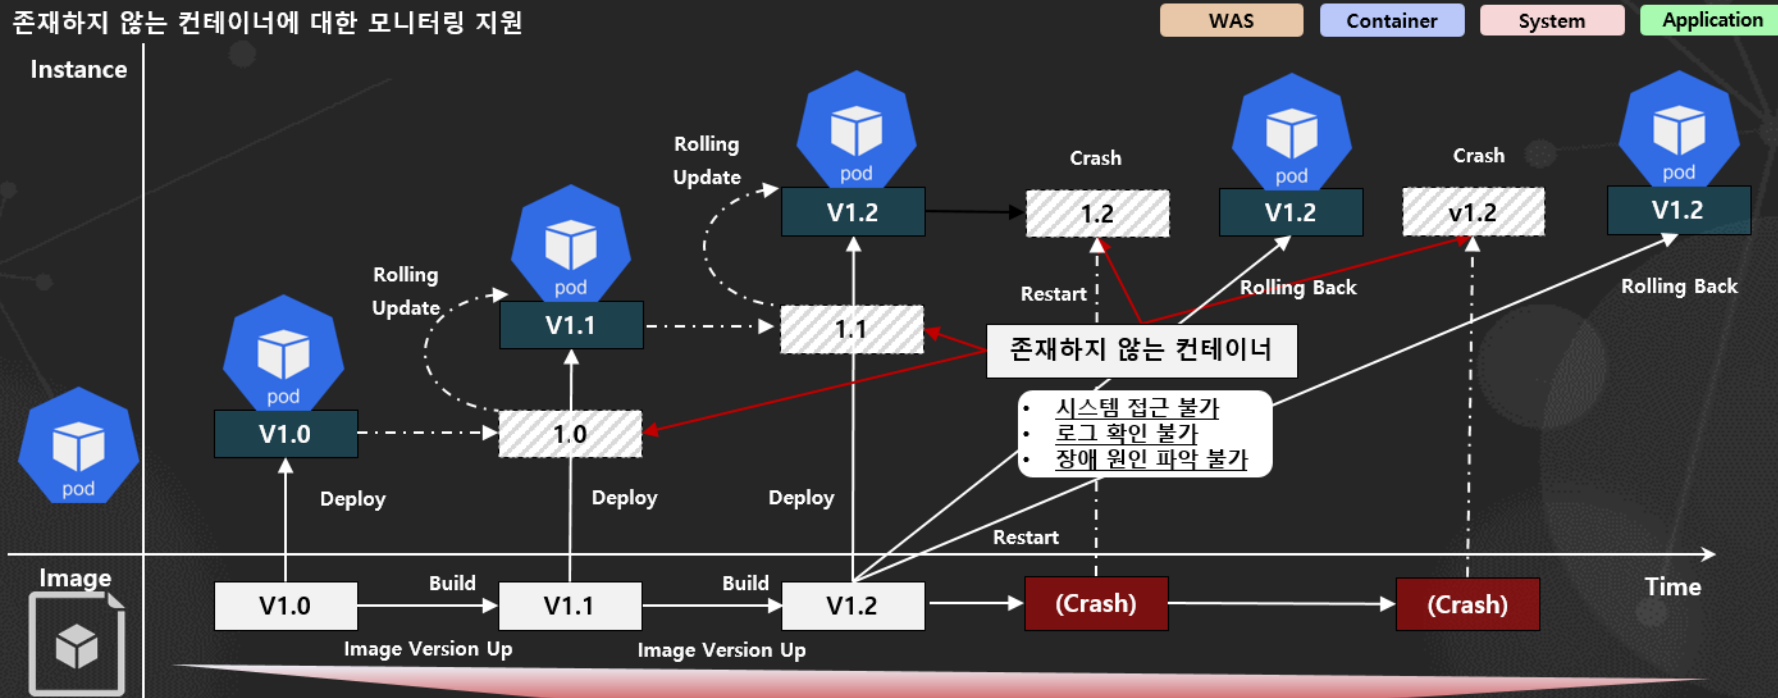 존재하지 않는 컨테이너에 대한 모니터링 지원
WAS
Container
System
Application
Instance
pod
V1.2
Rolling
Update
Crash
1.2
pod
V1.2
Crash
v1.2
pod
V1.2
Rolling Back
Rolling Back
Restart
pod
V1.1
Rolling
Update
1.1
존재하지 않는 컨테이너
• 시스템 접근 불가
• 로그 확인 불가
• 장애 원인 파악 불가
pod
V1.0
1.0
pod
Deploy
Deploy
Deploy
Restart
Time
Image
V1.0
Build
V1.1
Build
V1.2
(Crash)
(Crash)
Image Version Up
Image Version Up